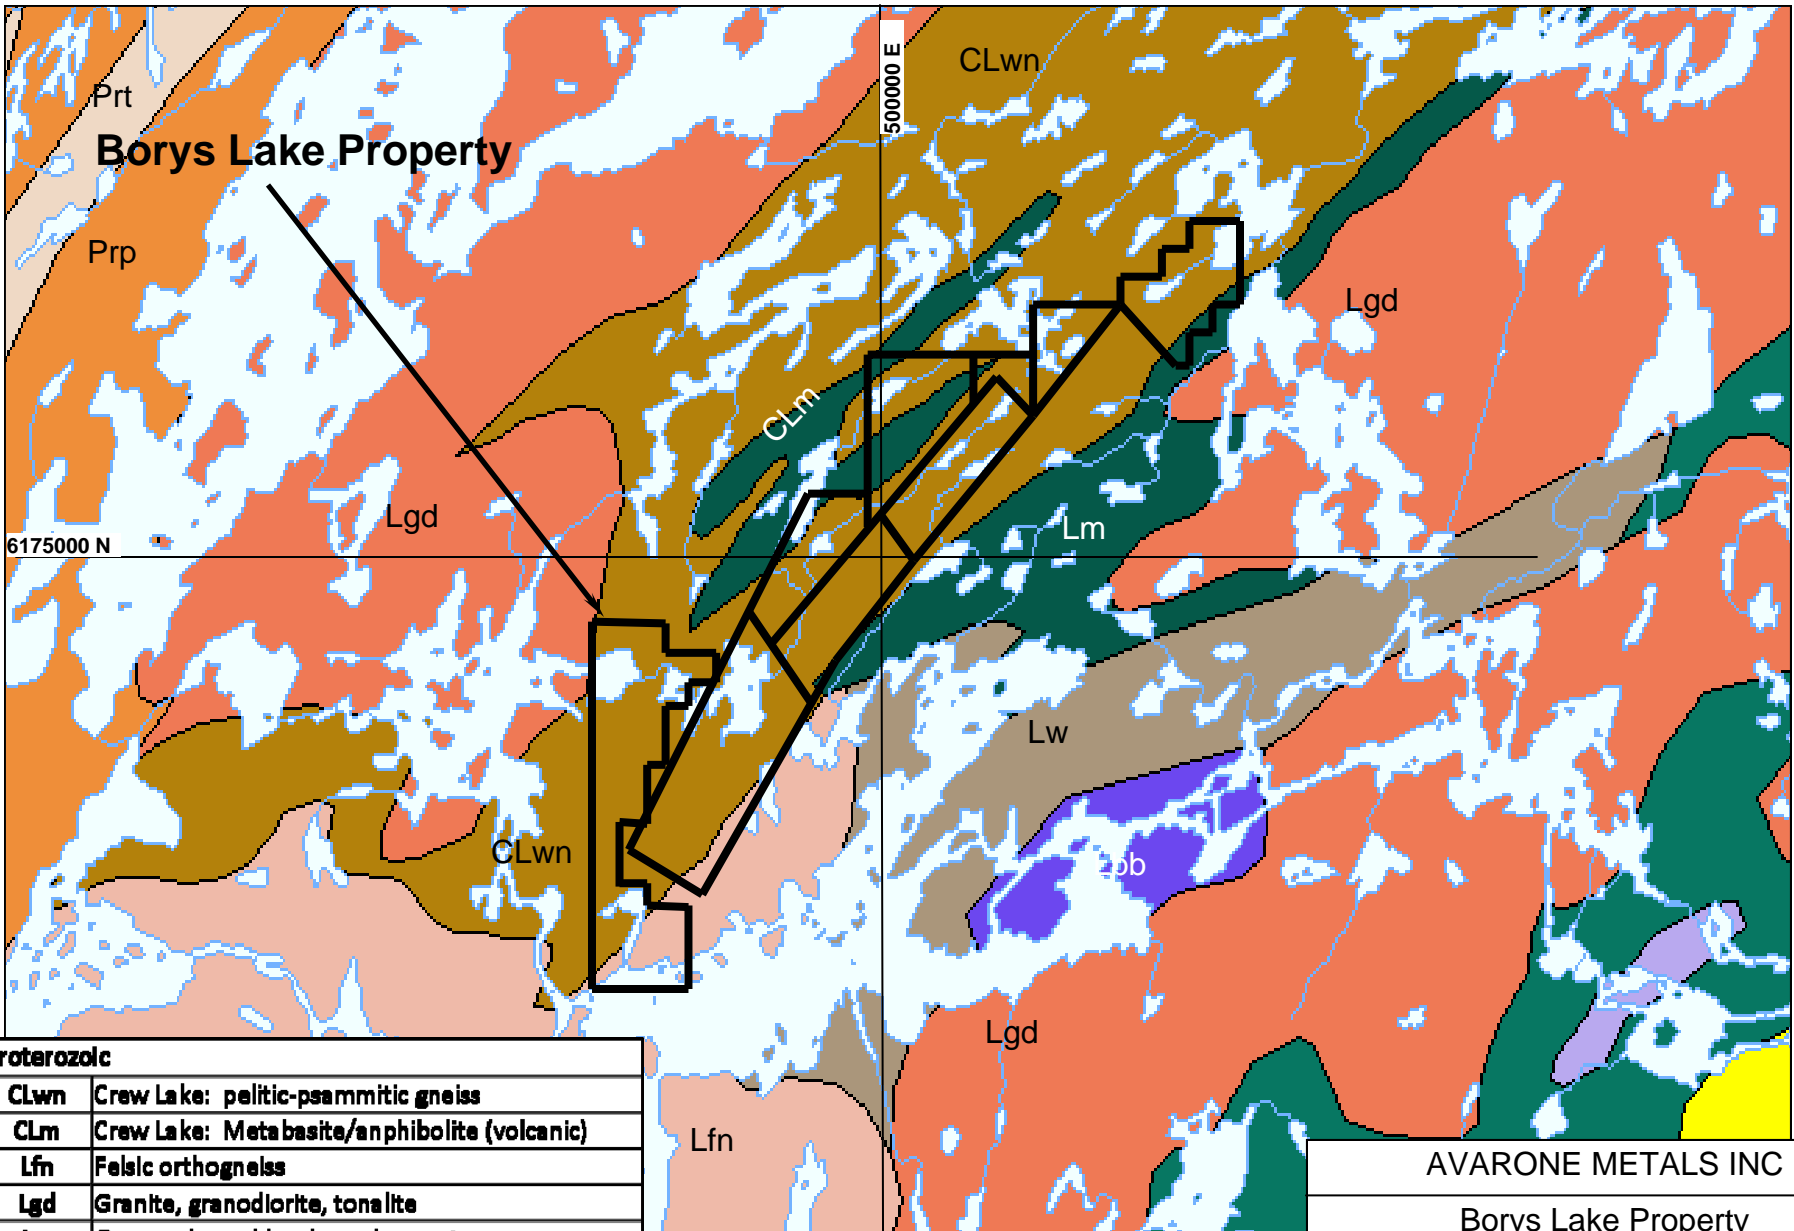 CLwn
500000 E
Prt
Borys Lake Property
Prp
Lgd
CLm
Lgd
Lm
6175000 N
Lw
CLwn
Lgd
Lfn
roterozoic
CLwn Crew Lake: pelitic-psammitic gneiss
CLm Crew Lake: Metabasite/anphibolite (volcanic)
Lfn Felsic orthogneiss
Lgd Granite, granodiorite, tonalite
AVARONE METALS INC
Borys Lake Property